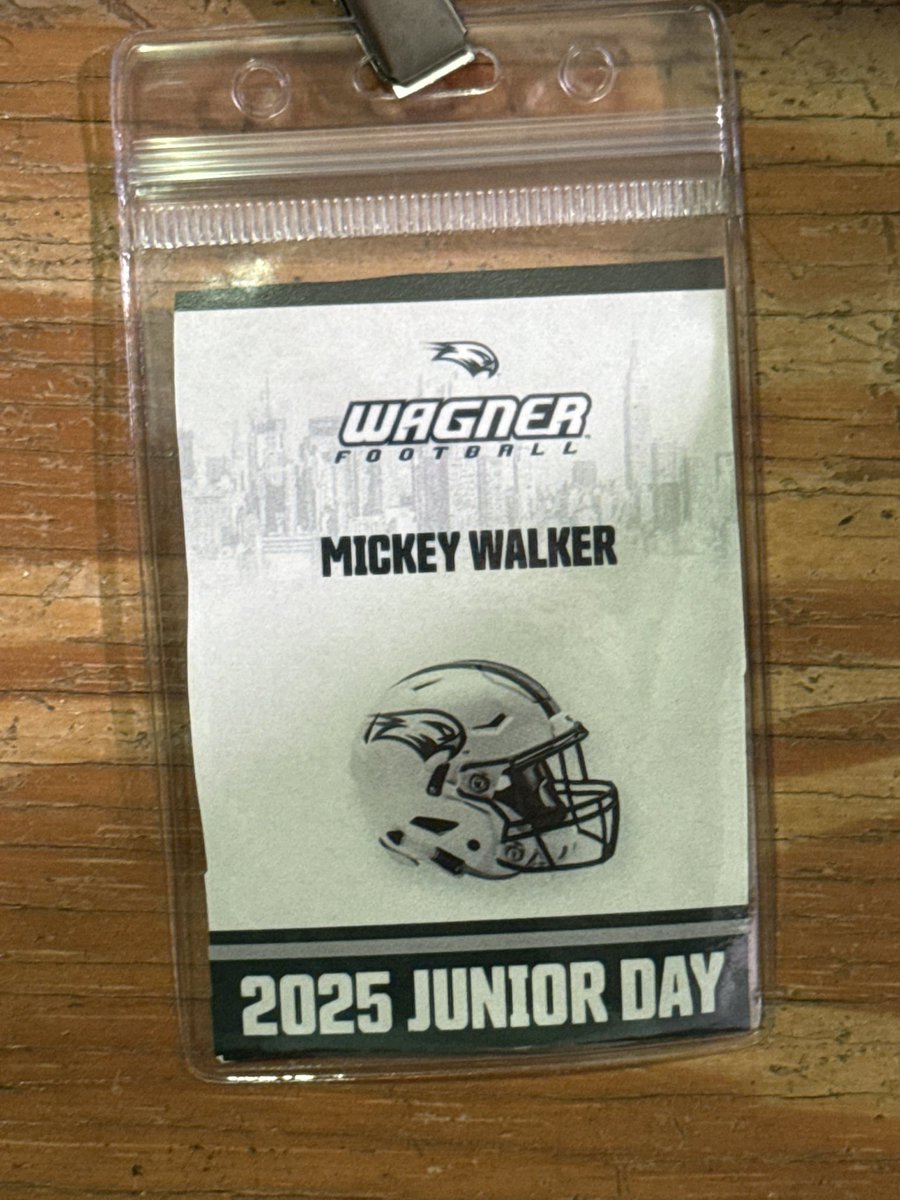 WAGNER
FOOTBALL
MICKEY WALKER
2025 JUNIOR DAY